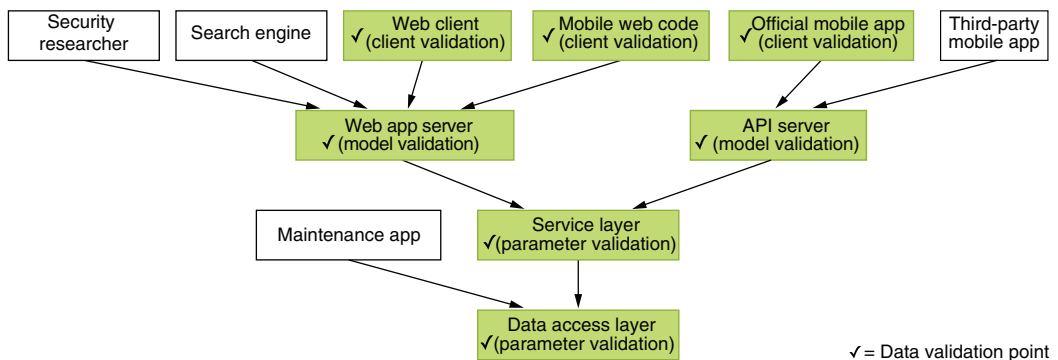 Security
researcher
Search engine
Web client
✓(client validation)
Mobile web code
✓(client validation)
Official mobile app
✓(client validation)
Third-party
mobile app
Web app server
✓(model validation)
API server
✓(model validation)
Maintenance app
Service layer
✓(parameter validation)
Data access layer
✓(parameter validation)
✓= Data validation point